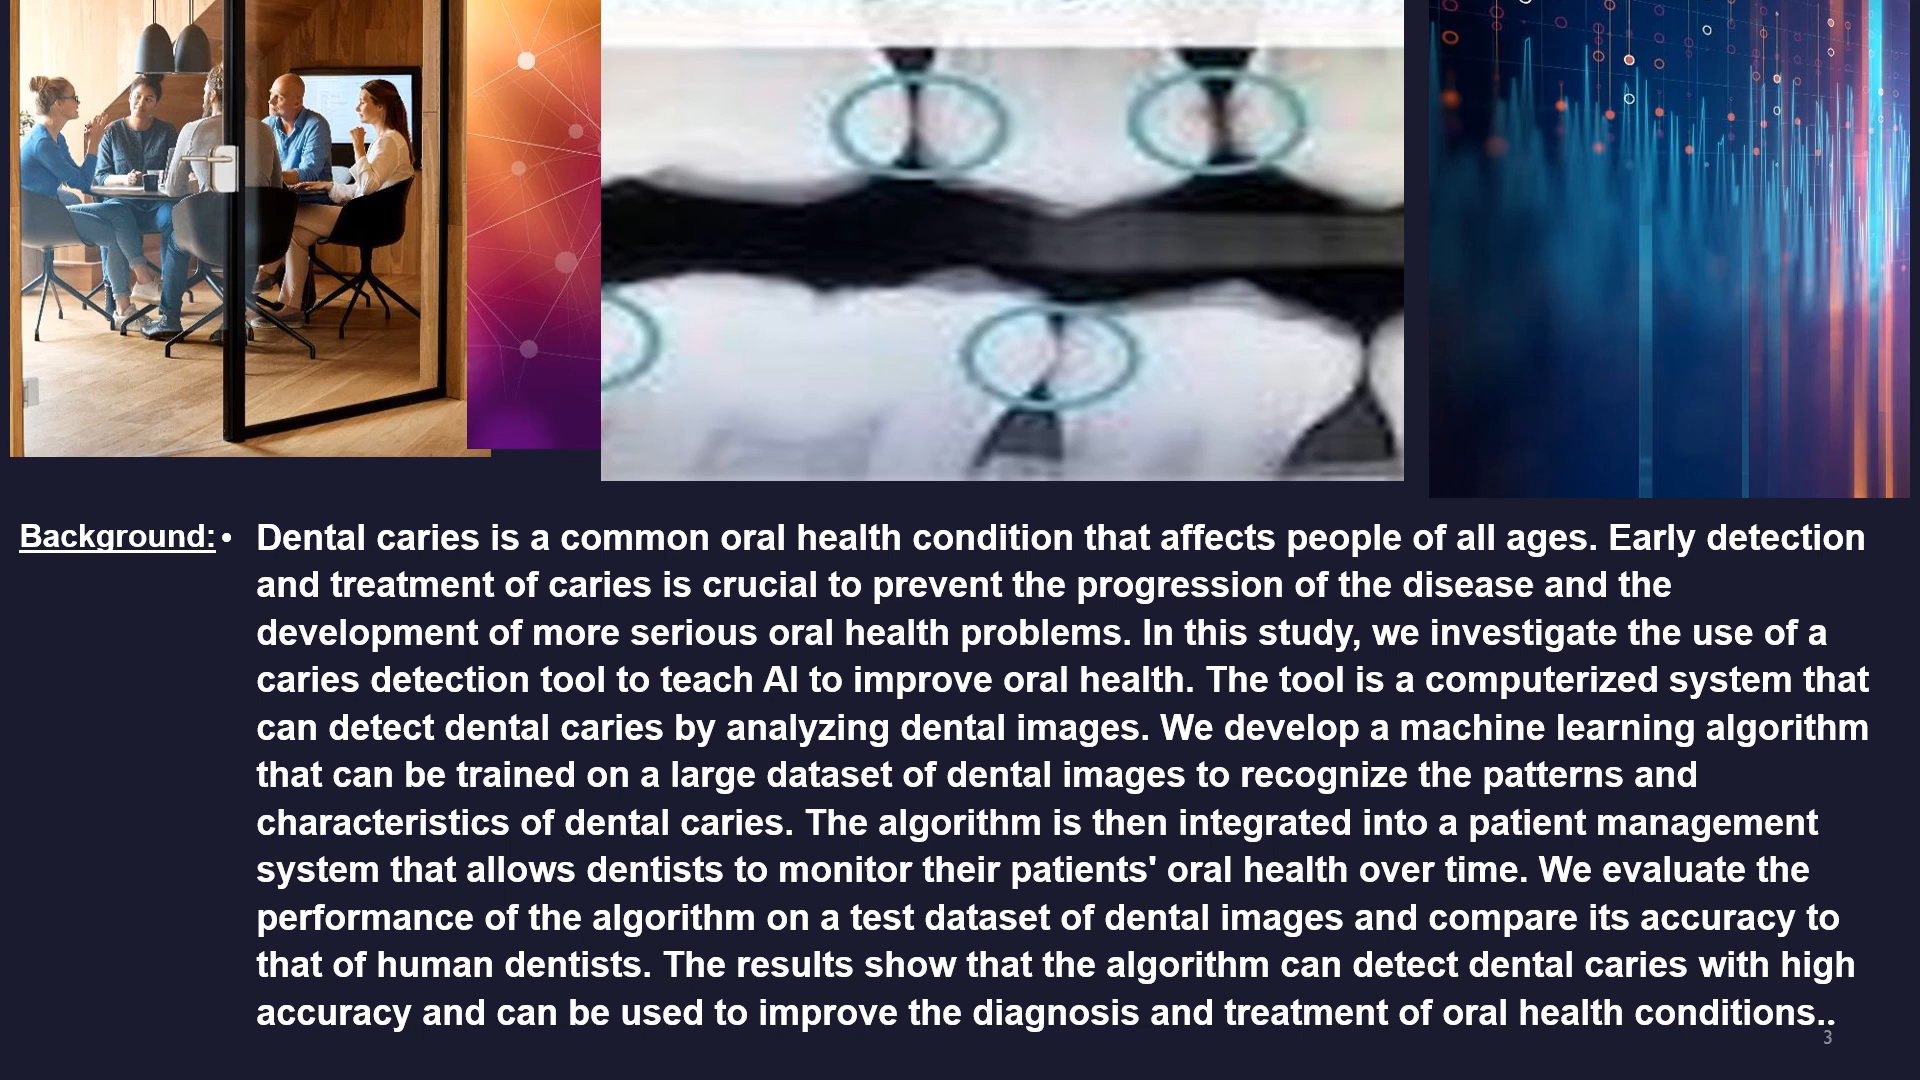 Background: • Dental caries is a common oral health condition that affects people of all ages. Early detection
and treatment of caries is crucial to prevent the progression of the disease and the
development of more serious oral health problems. In this study, we investigate the use of a
caries detection tool to teach AI to improve oral health. The tool is a computerized system that
can detect dental caries by analyzing dental images. We develop a machine learning algorithm
that can be trained on a large dataset of dental images to recognize the patterns and
characteristics of dental caries. The algorithm is then integrated into a patient management
system that allows dentists to monitor their patients' oral health over time. We evaluate the
performance of the algorithm on a test dataset of dental images and compare its accuracy to
that of human dentists. The results show that the algorithm can detect dental caries with high
accuracy and can be used to improve the diagnosis and treatment of oral health conditions..
3